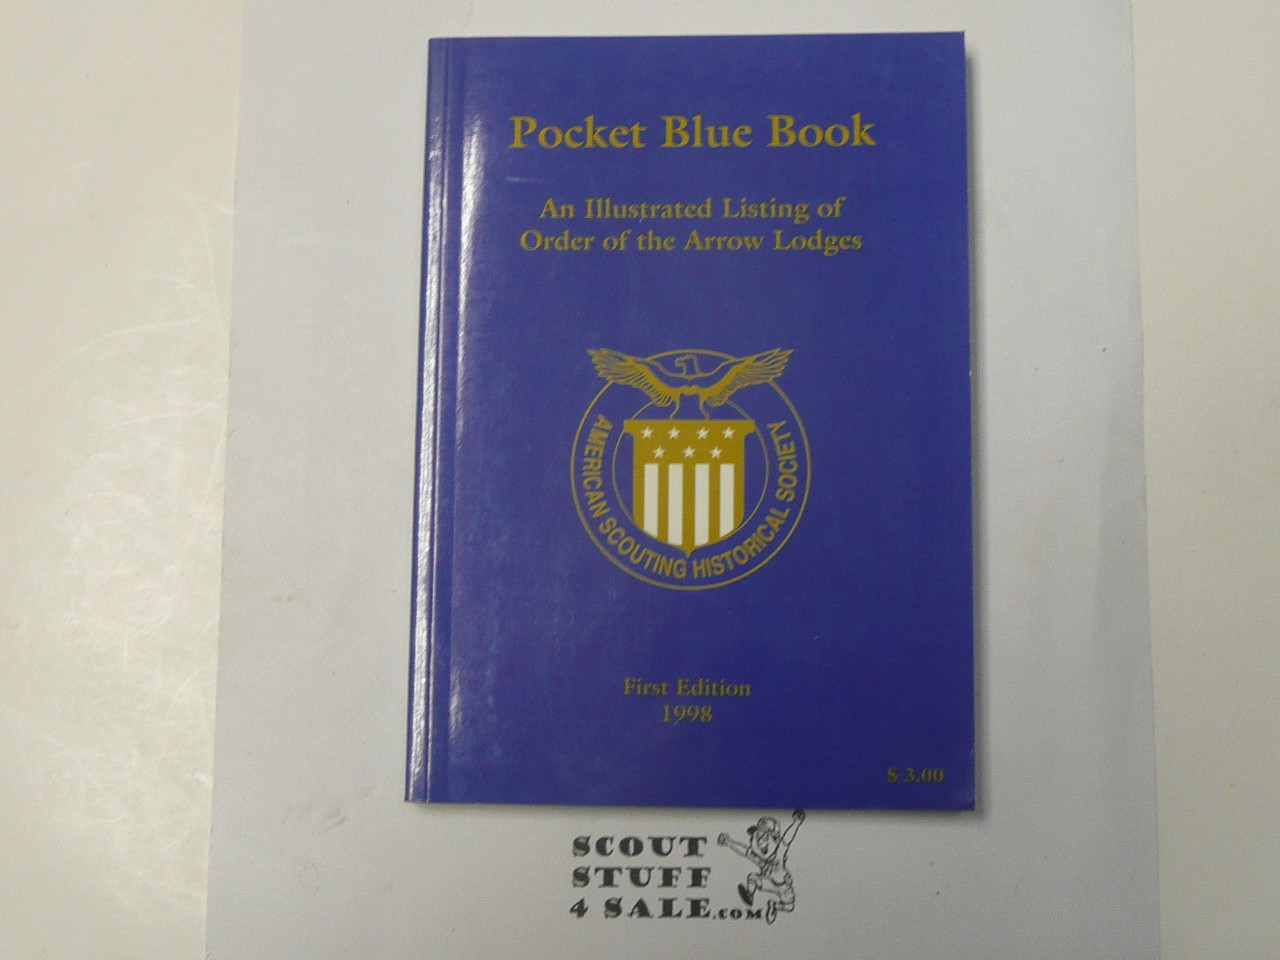 Pocket Blue Book
An Illustrated Listing of
Order of the Arrow Lodges
AMERICAN SCOUTING HISTORICAL SOCIETY
First Edition
1998
$ 3.00
SCOUT
STUFF
4 SALE.COM